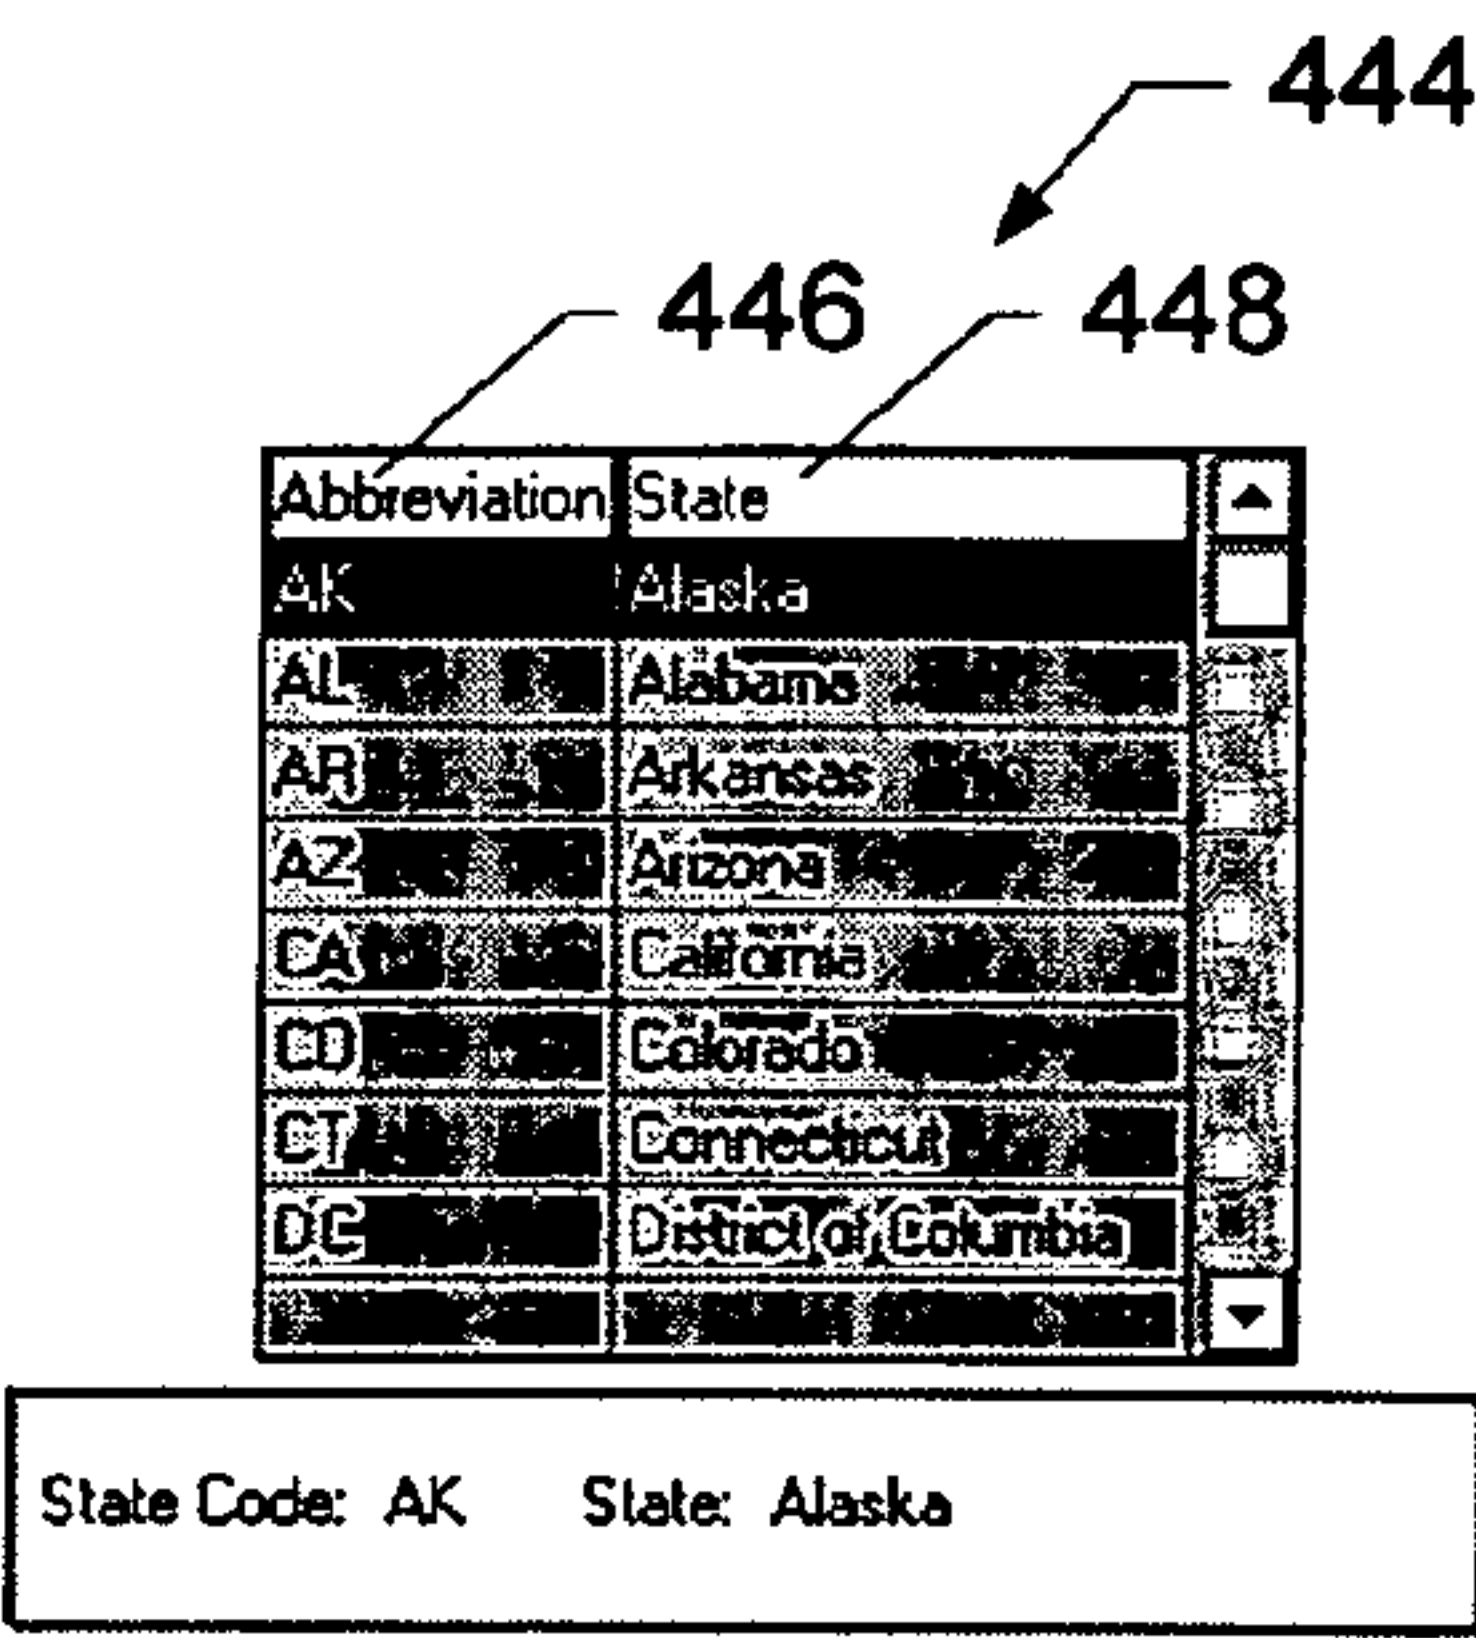 444
446 448
Abbreviation State
AK Alaska
AL Alabama
AR Arkansas
AZ Arizona
CA California
CO Colorado
CT Connecticut
DC District of Columbia
State Code: AK State: Alaska